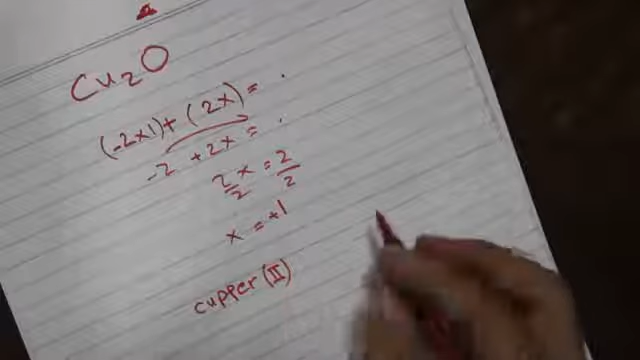 Cu₂O
(-2x1)+ (2x) = .
-2 +2x = .
2/2 x = 2/2
x = +1
cupper (II)